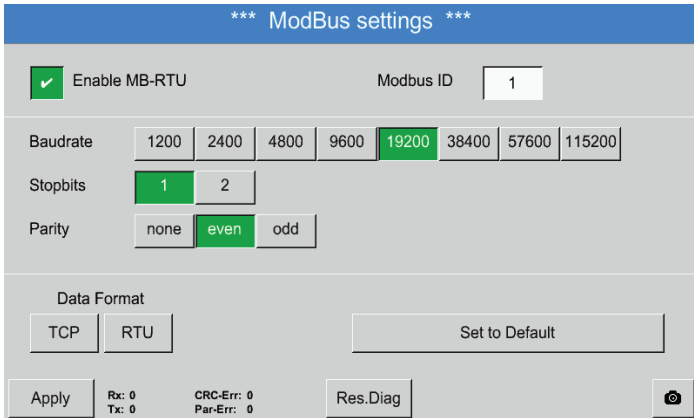 *** ModBus settings ***
✔ Enable MB-RTU Modbus ID 1
Baudrate 1200 2400 4800 9600 19200 38400 57600 115200
Stopbits 1 2
Parity none even odd
Data Format
TCP RTU Set to Default
Apply Rx: 0 CRC-Err: 0 Res.Diag
Tx: 0 Par-Err: 0